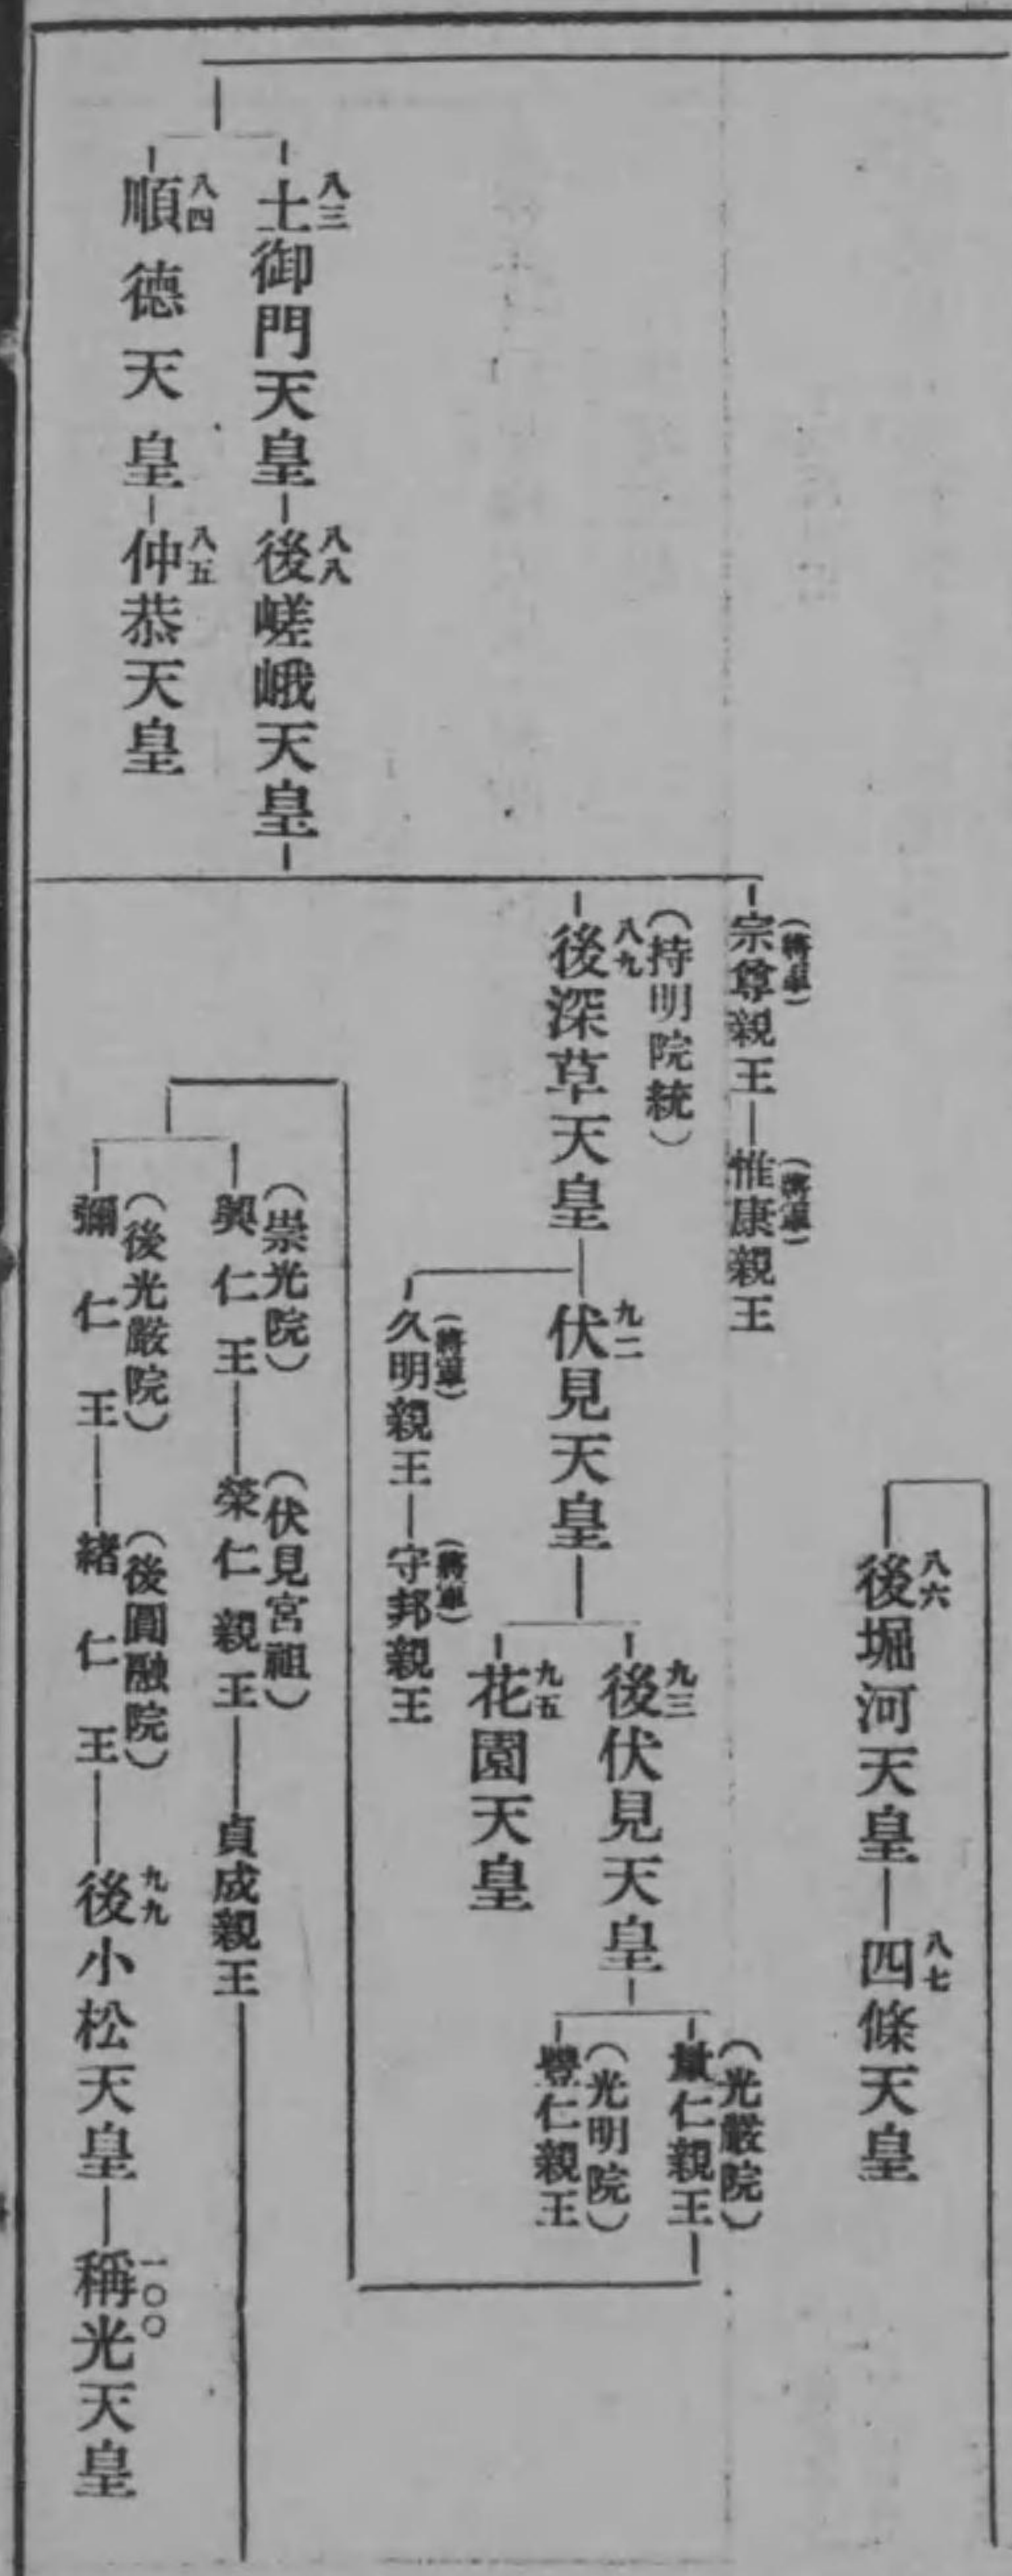 八六
後堀河天皇
八七
四條天皇
(將軍)
宗尊親王
(將軍)
惟康親王
(持明院統)
八九
後深草天皇
九二
伏見天皇
九三
後伏見天皇
(光嚴院)
量仁親王
(光明院)
豐仁親王
九五
花園天皇
(將軍)
久明親王
(將軍)
守邦親王
八三
土御門天皇
八八
後嵯峨天皇
(崇光院)
興仁王
(伏見宮祖)
榮仁親王
貞成親王
八四
順德天皇
八五
仲恭天皇
(後光嚴院)
彌仁王
(後圓融院)
緖仁王
九九
後小松天皇
一〇〇
稱光天皇